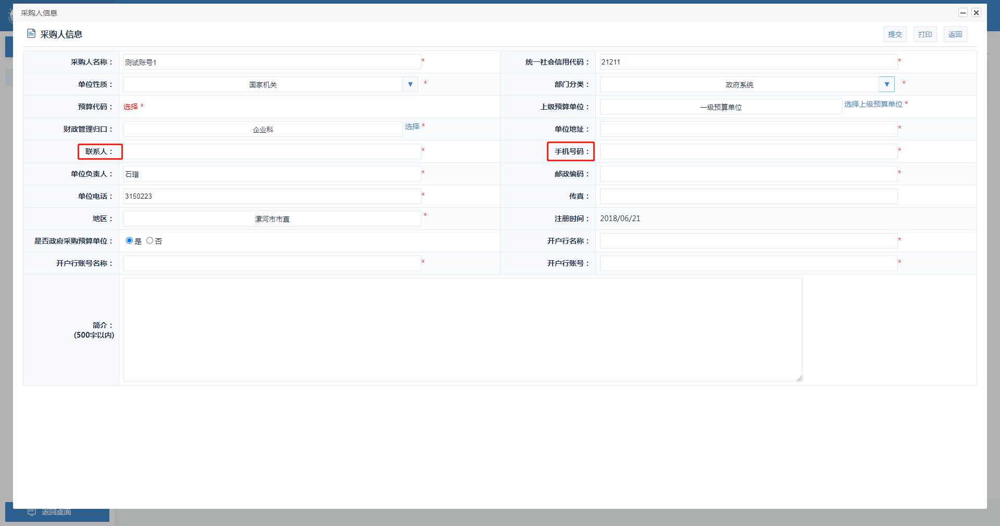 采购人信息
采购人信息
提交 打印 返回
采购人名称： 测试账号1 * 统一社会信用代码： 21211 *
单位性质： 国家机关 ▼ * 部门分类： 政府系统 ▼ *
预算代码： 选择 * 上级预算单位： 一级预算单位 选择上级预算单位 *
财政管理归口： 企业科 选择 * 单位地址： *
联系人： * 手机号码： *
单位负责人： 石瑨 * 邮政编码： *
单位电话： 3150223 * 传真：
地区： 漯河市市直 * 注册时间： 2018/06/21
是否政府采购预算单位： 是 否 开户行名称： *
开户行账号名称： * 开户行账号： *
简介：
(500字以内)
返回桌面